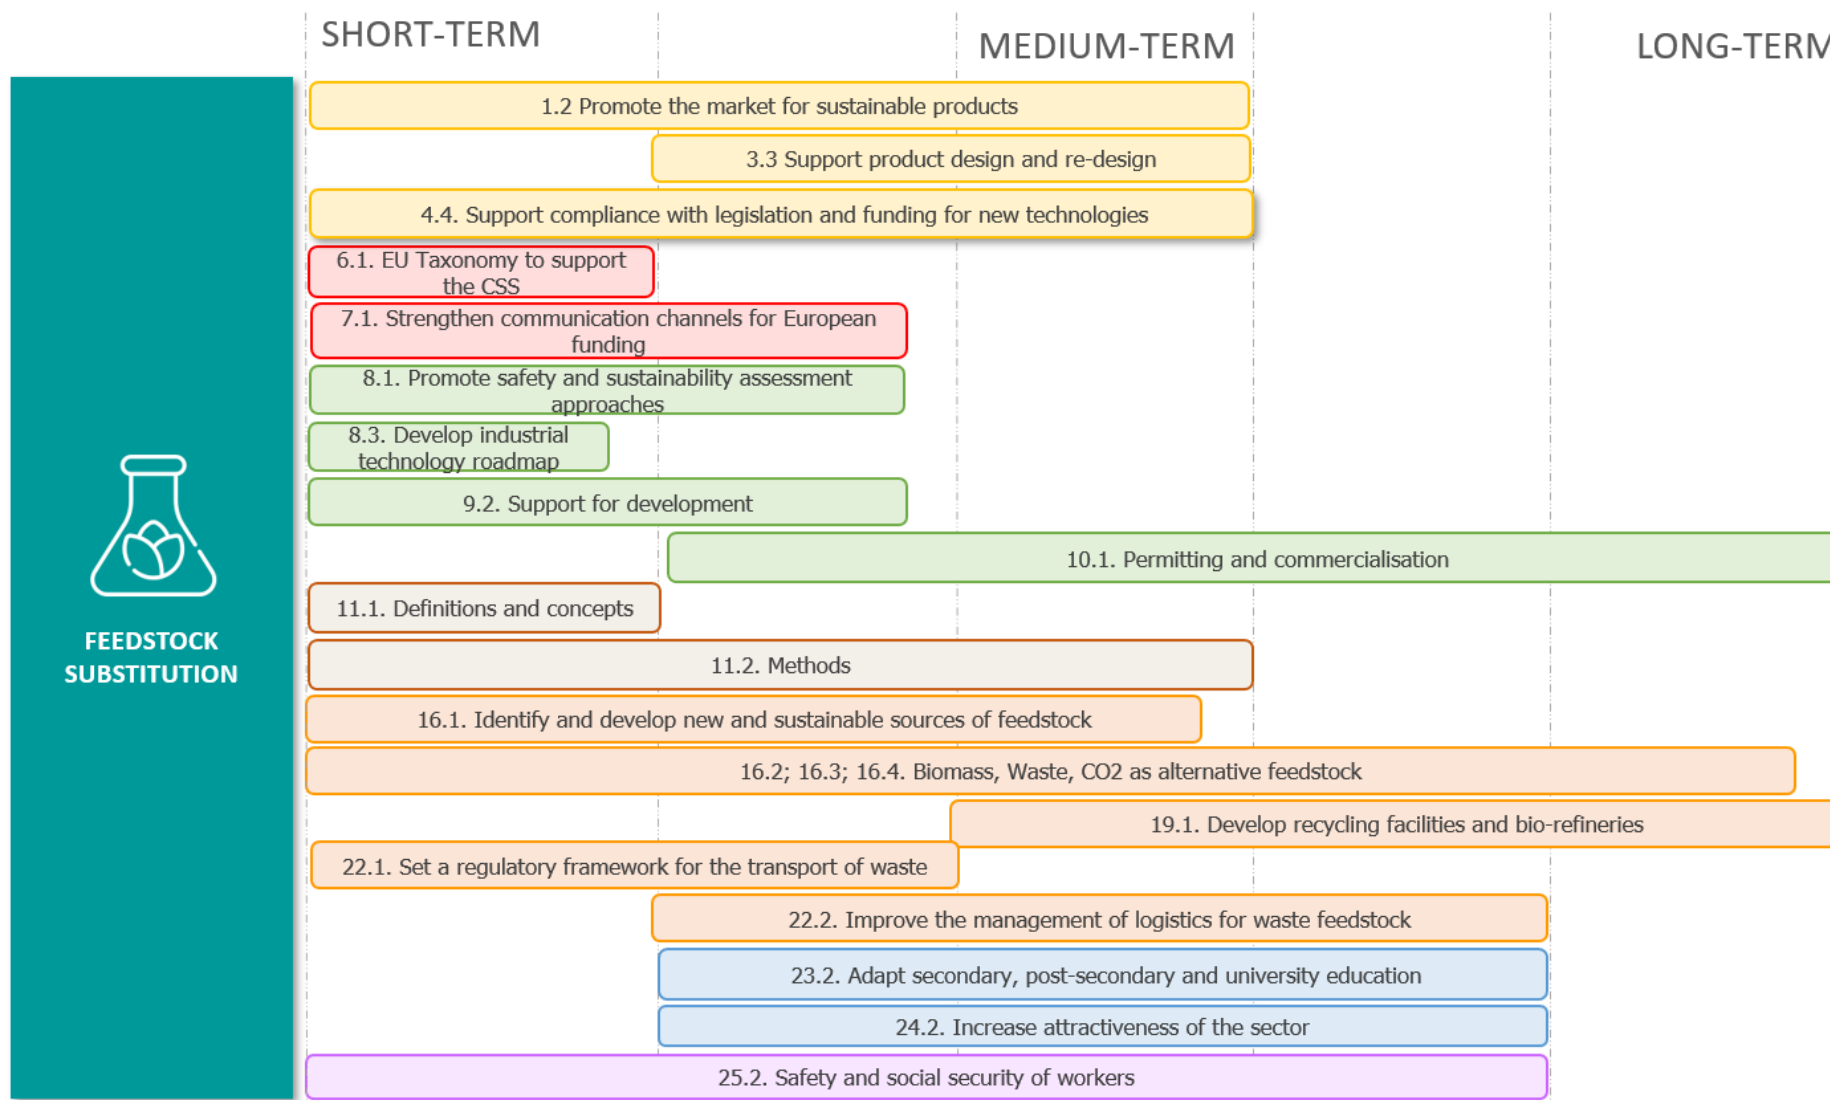 SHORT-TERM
MEDIUM-TERM
LONG-TERM
1.2 Promote the market for sustainable products
3.3 Support product design and re-design
4.4. Support compliance with legislation and funding for new technologies
6.1. EU Taxonomy to support
the CSS
7.1. Strengthen communication channels for European
funding
8.1. Promote safety and sustainability assessment
approaches
8.3. Develop industrial
technology roadmap
9.2. Support for development
10.1. Permitting and commercialisation
11.1. Definitions and concepts
FEEDSTOCK
SUBSTITUTION
11.2. Methods
16.1. Identify and develop new and sustainable sources of feedstock
16.2; 16.3; 16.4. Biomass, Waste, CO2 as alternative feedstock
19.1. Develop recycling facilities and bio-refineries
22.1. Set a regulatory framework for the transport of waste
22.2. Improve the management of logistics for waste feedstock
23.2. Adapt secondary, post-secondary and university education
24.2. Increase attractiveness of the sector
25.2. Safety and social security of workers